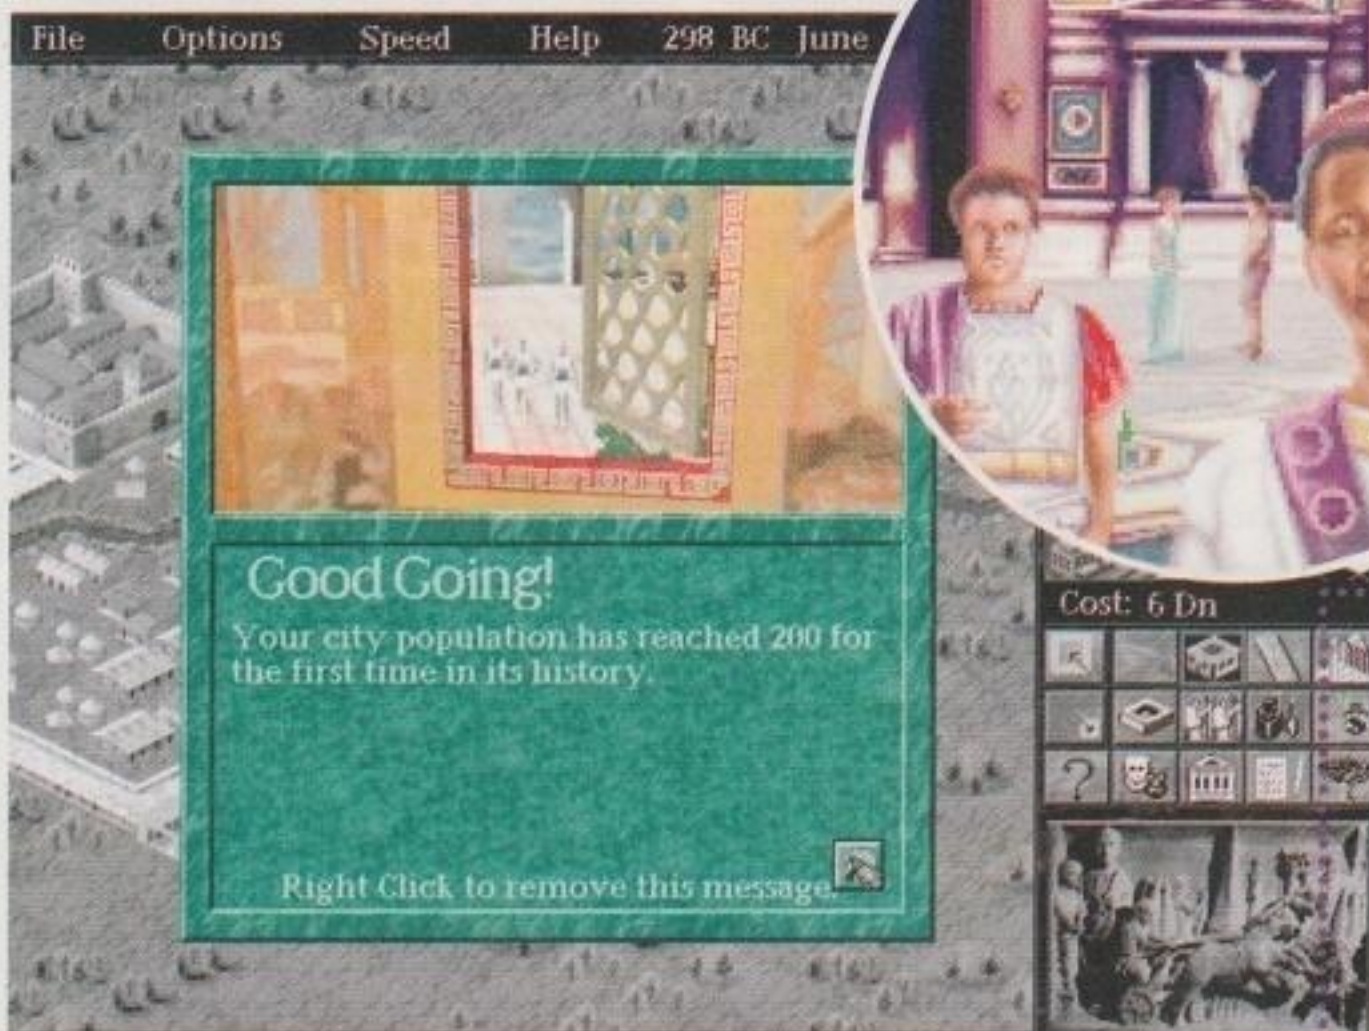 File Options Speed Help 298 BC June
Good Going!
Your city population has reached 200 for
the first time in its history.
Right Click to remove this message.
Cost: 6 Dn
?